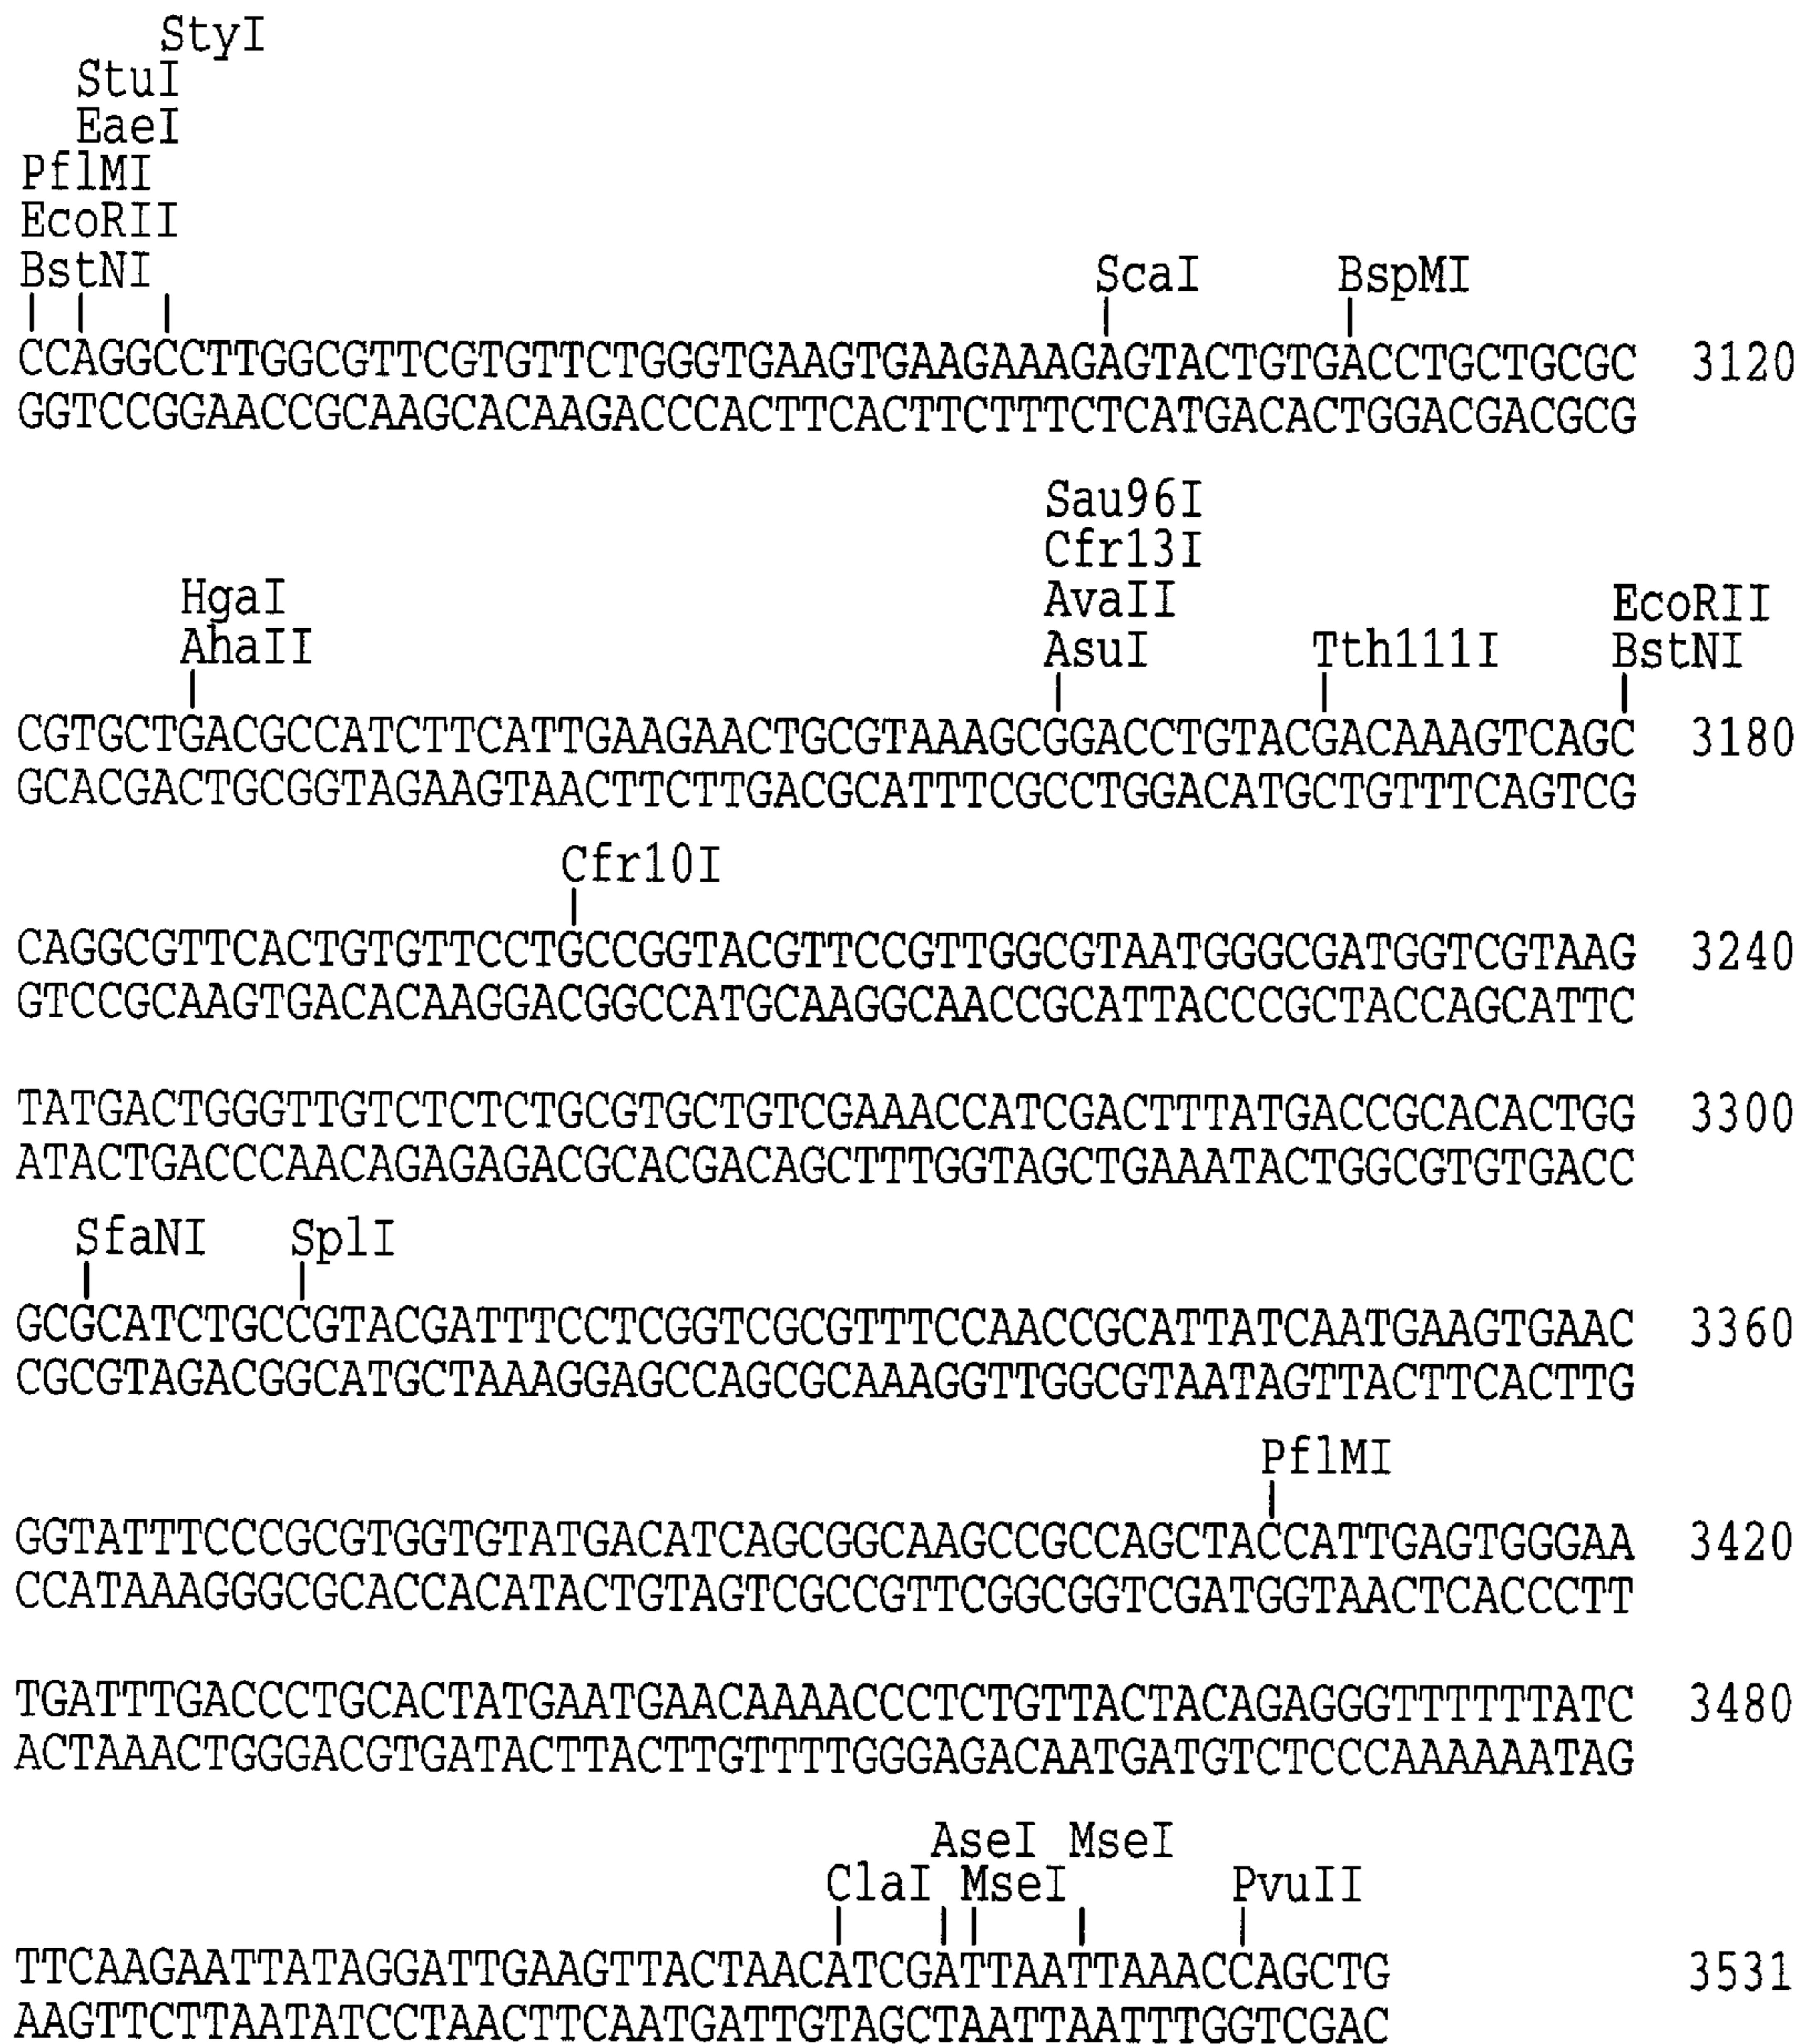 StyI
StuI
EaeI
PflMI
EcoRII
BstNI ScaI BspMI
CCAGGCCTTGGCGTTCGTGTTCTGGGTGAAGTGAAGAAAGAGTACTGTGACCTGCTGCGC 3120
GGTCCGGAACCGCAAGCACAAGACCCACTTCACTTCTTTCTCATGACACTGGACGACGCG
Sau96I
Cfr13I
HgaI AvaII EcoRII
AhaII AsuI Tth111I BstNI
CGTGCTGACGCCATCTTCATTGAAGAACTGCGTAAAGCGGACCTGTACGACAAAGTCAGC 3180
GCACGACTGCGGTAGAAGTAACTTCTTGACGCATTTCGCCTGGACATGCTGTTTCAGTCG
Cfr10I
CAGGCGTTCACTGTGTTCCTGCCGGTACGTTCCGTTGGCGTAATGGGCGATGGTCGTAAG 3240
GTCCGCAAGTGACACAAGGACGGCCATGCAAGGCAACCGCATTACCCGCTACCAGCATTC
TATGACTGGGTTGTCTCTCTGCGTGCTGTCGAAACCATCGACTTTATGACCGCACACTGG 3300
ATACTGACCCAACAGAGAGACGCACGACAGCTTTGGTAGCTGAAATACTGGCGTGTGACC
SfaNI SplI
GCGCATCTGCCGTACGATTTCCTCGGTCGCGTTTCCAACCGCATTATCAATGAAGTGAAC 3360
CGCGTAGACGGCATGCTAAAGGAGCCAGCGCAAAGGTTGGCGTAATAGTTACTTCACTTG
PflMI
GGTATTTCCCGCGTGGTGTATGACATCAGCGGCAAGCCGCCAGCTACCATTGAGTGGGAA 3420
CCATAAAGGGCGCACCACATACTGTAGTCGCCGTTCGGCGGTCGATGGTAACTCACCCTT
TGATTTGACCCTGCACTATGAATGAACAAAACCCTCTGTTACTACAGAGGGTTTTTTATC 3480
ACTAAACTGGGACGTGATACTTACTTGTTTTGGGAGACAATGATGTCTCCCAAAAAATAG
AseI MseI
ClaI MseI PvuII
TTCAAGAATTATAGGATTGAAGTTACTAACATCGATTAATTAAACCAGCTG 3531
AAGTTCTTAATATCCTAACTTCAATGATTGTAGCTAATTAATTTGGTCGAC